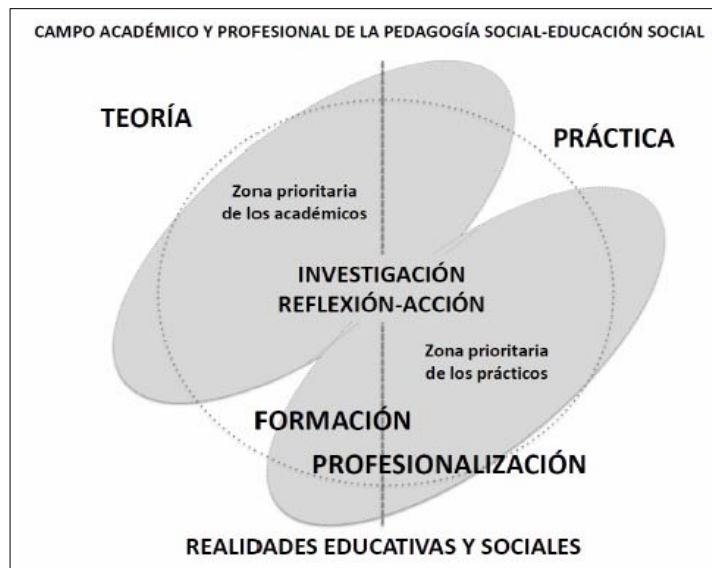 CAMPO ACADÉMICO Y PROFESIONAL DE LA PEDAGOGÍA SOCIAL-EDUCACIÓN SOCIAL
TEORÍA
PRÁCTICA
Zona prioritaria
de los académicos
INVESTIGACIÓN
REFLEXIÓN-ACCIÓN
Zona prioritaria
de los prácticos
FORMACIÓN
PROFESIONALIZACIÓN
REALIDADES EDUCATIVAS Y SOCIALES